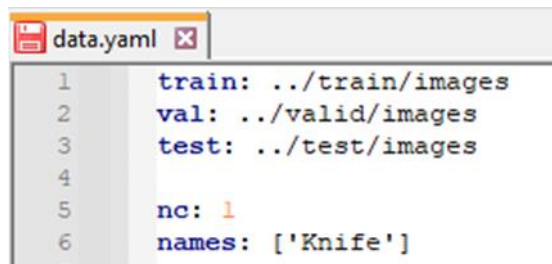 data.yaml
1 train: ../train/images
2 val: ../valid/images
3 test: ../test/images
4
5 nc: 1
6 names: ['Knife']